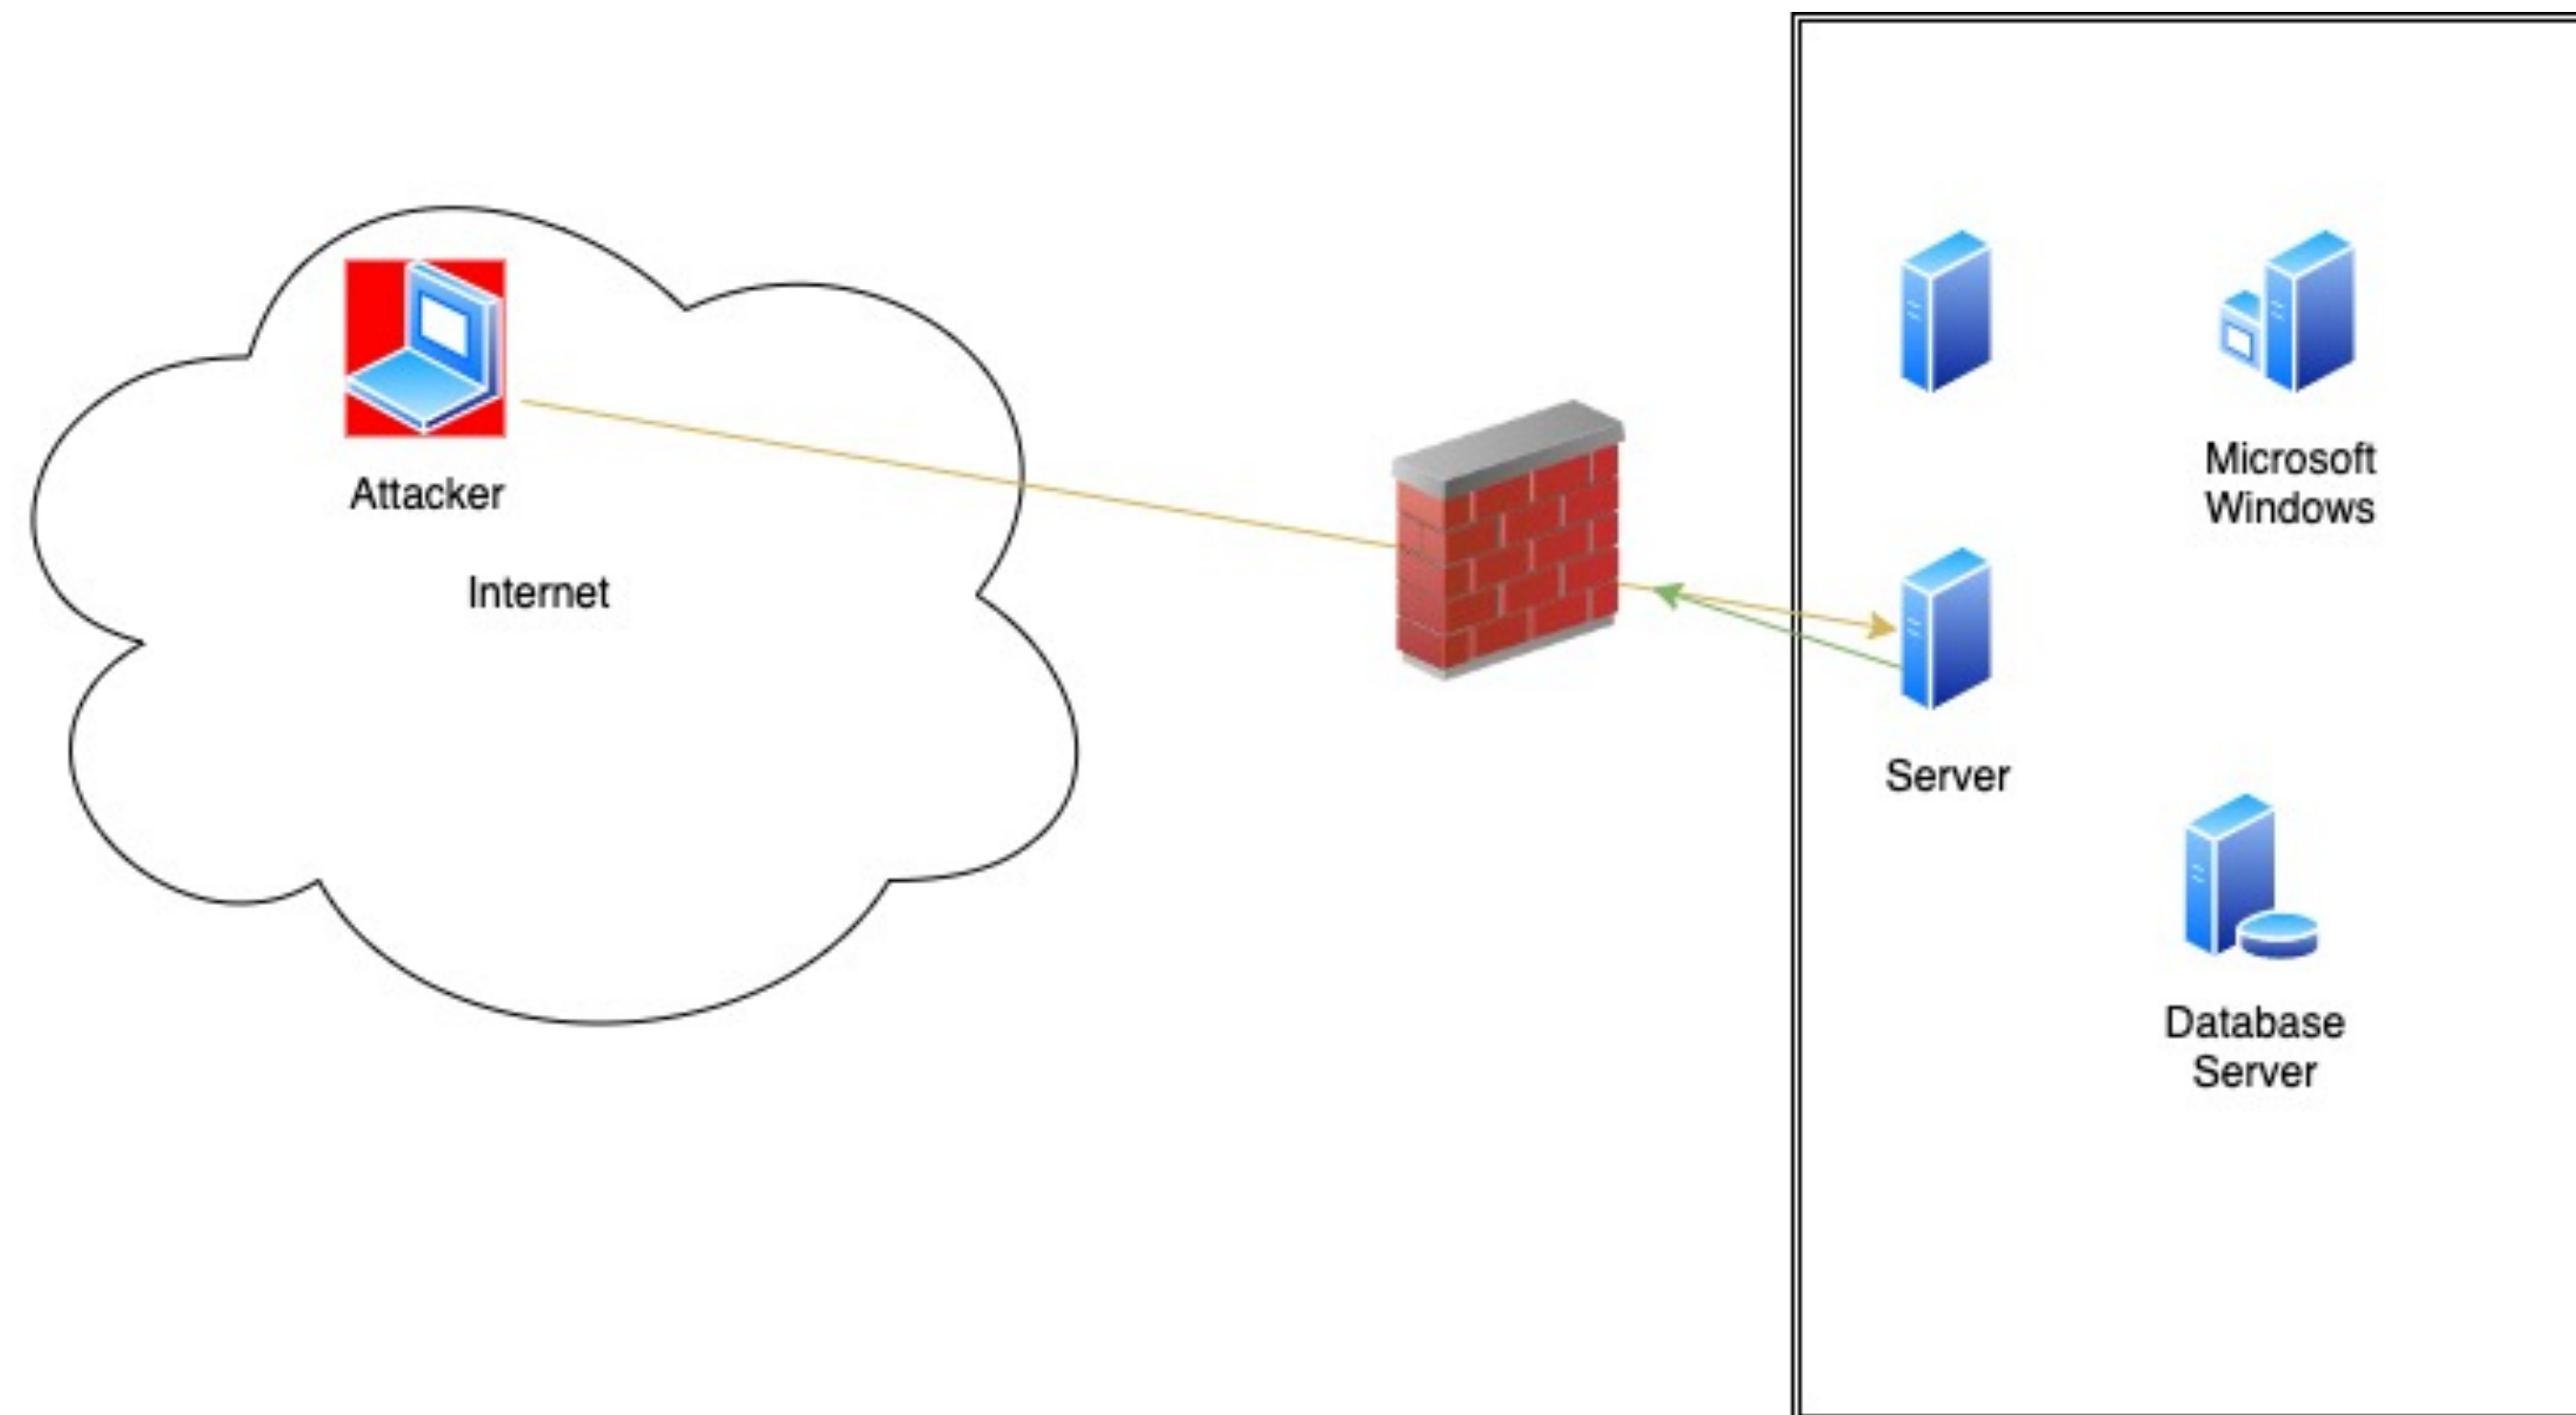 Attacker
Internet
Microsoft
Windows
Server
Database
Server